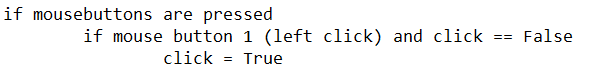 if mousebuttons are pressed
        if mouse button 1 (left click) and click == False
                click = True